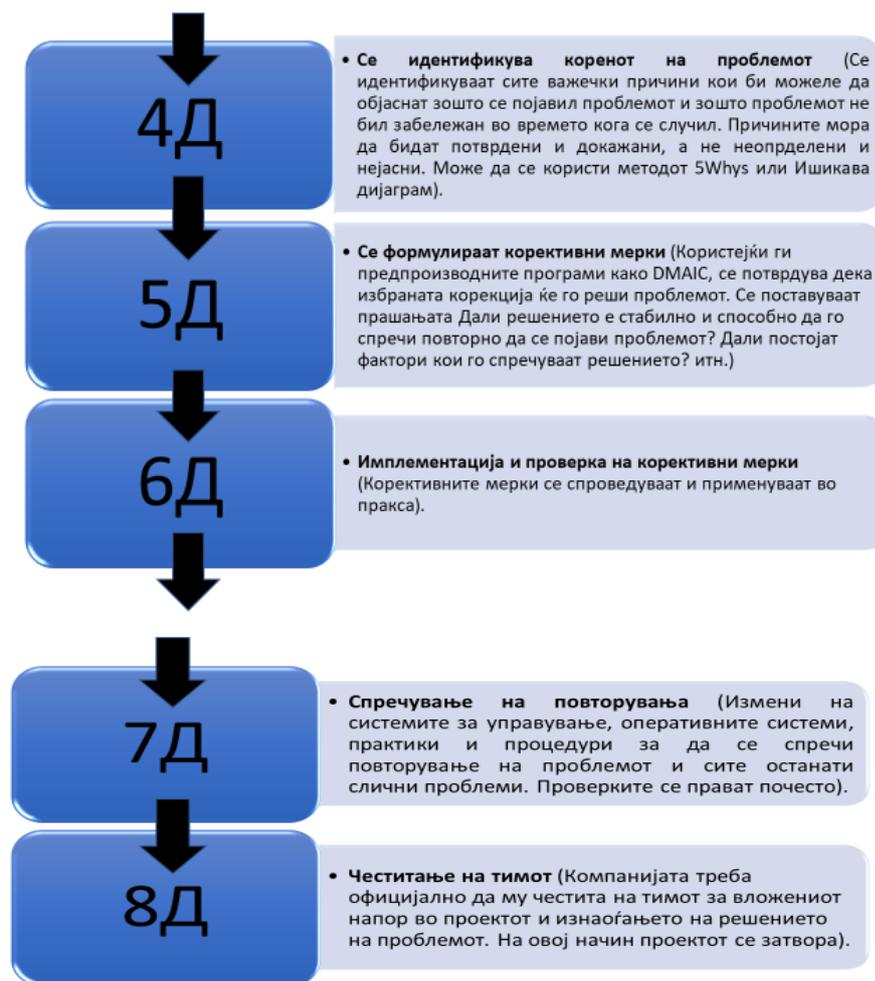 4Д
• Се идентификува коренот на проблемот (Се
идентификуваат сите важечки причини кои би можеле да
објаснат зошто се појавил проблемот и зошто проблемот не
бил забележан во времето кога се случил. Причините мора
да бидат потврдени и докажани, а не неопрделени и
нејасни. Може да се користи методот 5Whys или Ишикава
дијаграм).
5Д
• Се формулираат корективни мерки (Користејќи ги
предпроизводните програми како DMAIC, се потврдува дека
избраната корекција ќе го реши проблемот. Се поставуваат
прашањата Дали решението е стабилно и способно да го
спречи повторно да се појави проблемот? Дали постојат
фактори кои го спречуваат решението? итн.)
6Д
• Имплементација и проверка на корективни мерки
(Корективните мерки се спроведуваат и применуваат во
пракса).
7Д
• Спречување на повторувања (Измени на
системите за управување, оперативните системи,
практики и процедури за да се спречи
повторување на проблемот и сите останати
слични проблеми. Проверките се прават почесто).
8Д
• Честитање на тимот (Компанијата треба
официјално да му честита на тимот за вложениот
напор во проектот и изнаоѓањето на решението
на проблемот. На овој начин проектот се затвора).